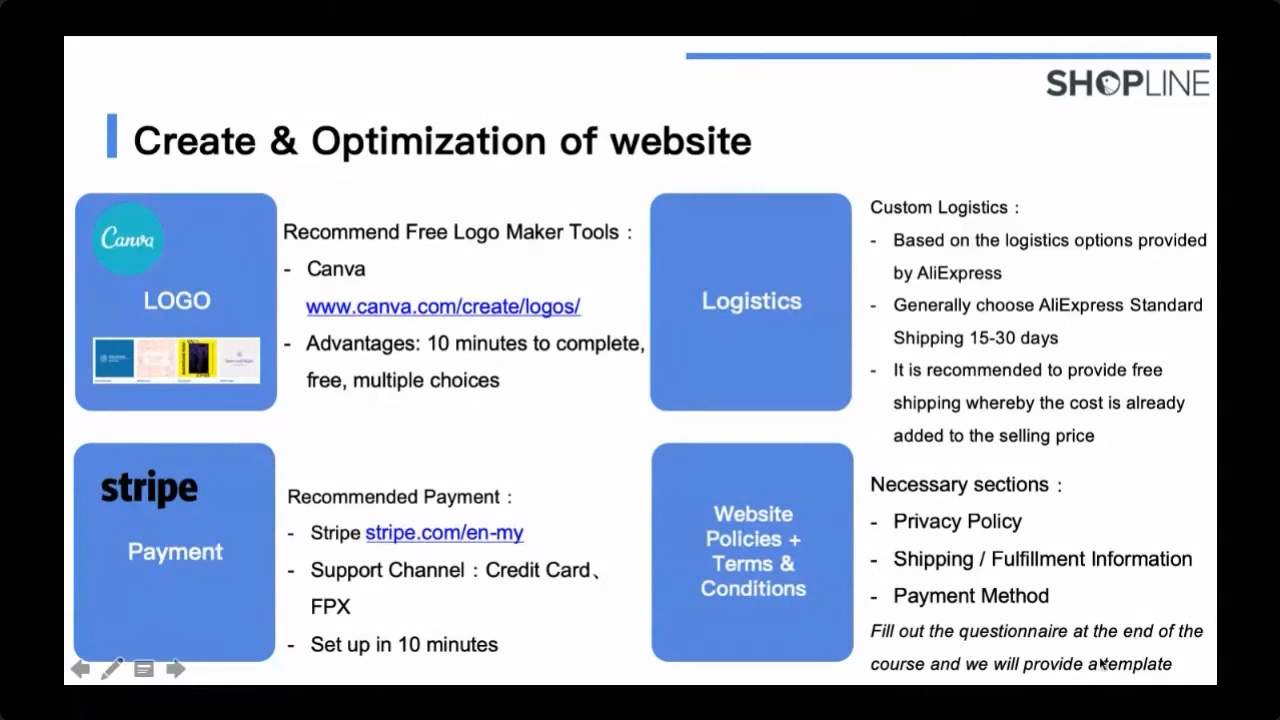 SHOPLINE
Create & Optimization of website
Canva
LOGO
Recommend Free Logo Maker Tools：
- Canva
www.canva.com/create/logos/
- Advantages: 10 minutes to complete,
free, multiple choices
Logistics
Custom Logistics：
- Based on the logistics options provided
by AliExpress
- Generally choose AliExpress Standard
Shipping 15-30 days
- It is recommended to provide free
shipping whereby the cost is already
added to the selling price
stripe
Payment
Recommended Payment：
- Stripe stripe.com/en-my
- Support Channel：Credit Card、
FPX
- Set up in 10 minutes
Website
Policies +
Terms &
Conditions
Necessary sections：
- Privacy Policy
- Shipping / Fulfillment Information
- Payment Method
Fill out the questionnaire at the end of the
course and we will provide a template